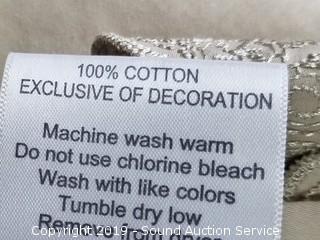 100% COTTON
EXCLUSIVE OF DECORATION
Machine wash warm
Do not use chlorine bleach
Wash with like colors
Tumble dry low
Copyright 2019 - Sound Auction Service